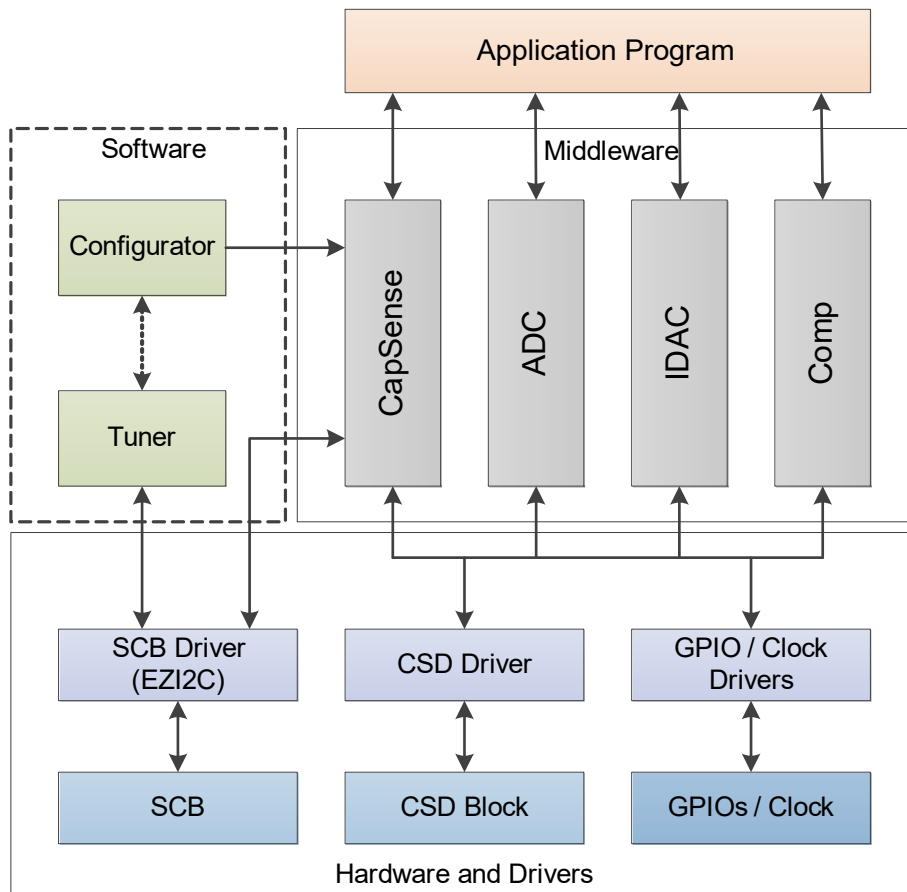 Application Program
Software
Middleware
Configurator
Tuner
CapSense
ADC
IDAC
Comp
SCB Driver
(EZI2C)
CSD Driver
GPIO / Clock
Drivers
SCB
CSD Block
GPIOs / Clock
Hardware and Drivers